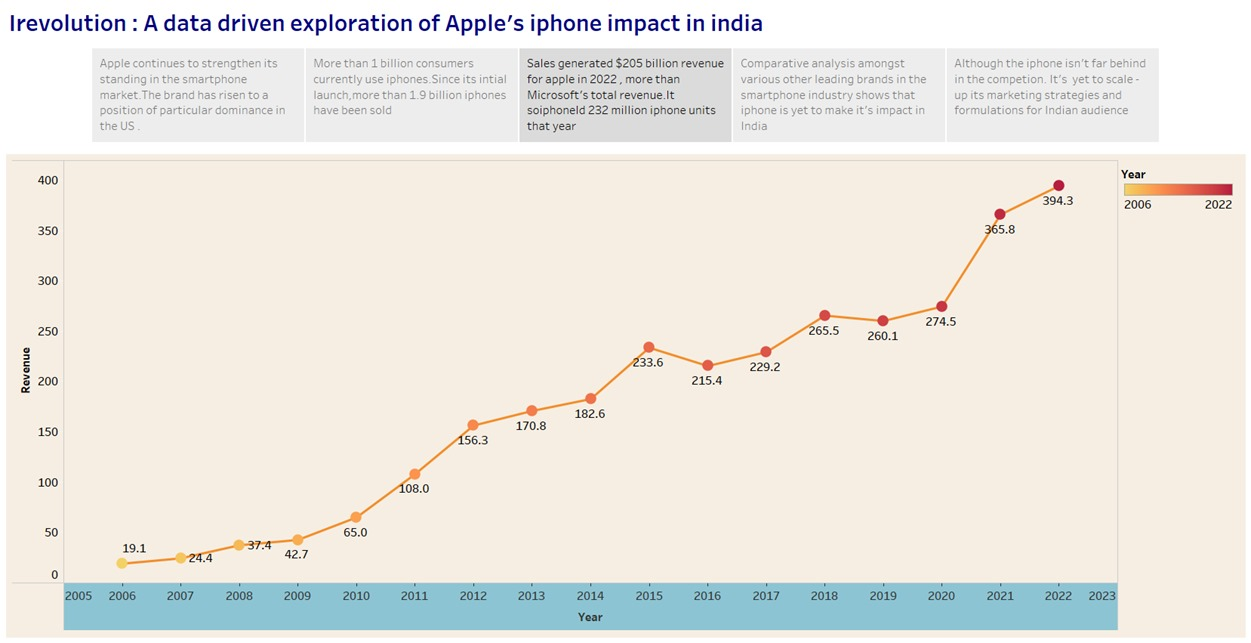 Irevolution : A data driven exploration of Apple's iphone impact in india
Apple continues to strengthen its
standing in the smartphone
market.The brand has risen to a
position of particular dominance in
the US .
More than 1 billion consumers
currently use iphones.Since its intial
launch,more than 1.9 billion iphones
have been sold
Sales generated $205 billion revenue
for apple in 2022 , more than
Microsoft's total revenue.It
soiphoneld 232 million iphone units
that year
Comparative analysis amongst
various other leading brands in the
smartphone industry shows that
iphone is yet to make it's impact in
India
Although the iphone isn't far behind
in the competion. It's  yet to scale -
up its marketing strategies and
formulations for Indian audience
Revenue
400
350
300
250
200
150
100
50
0
19.1
24.4
37.4
42.7
65.0
108.0
156.3
170.8
182.6
233.6
215.4
229.2
265.5
260.1
274.5
365.8
394.3
2005 2006 2007 2008 2009 2010 2011 2012 2013 2014 2015 2016 2017 2018 2019 2020 2021 2022 2023
Year
Year
2006 2022